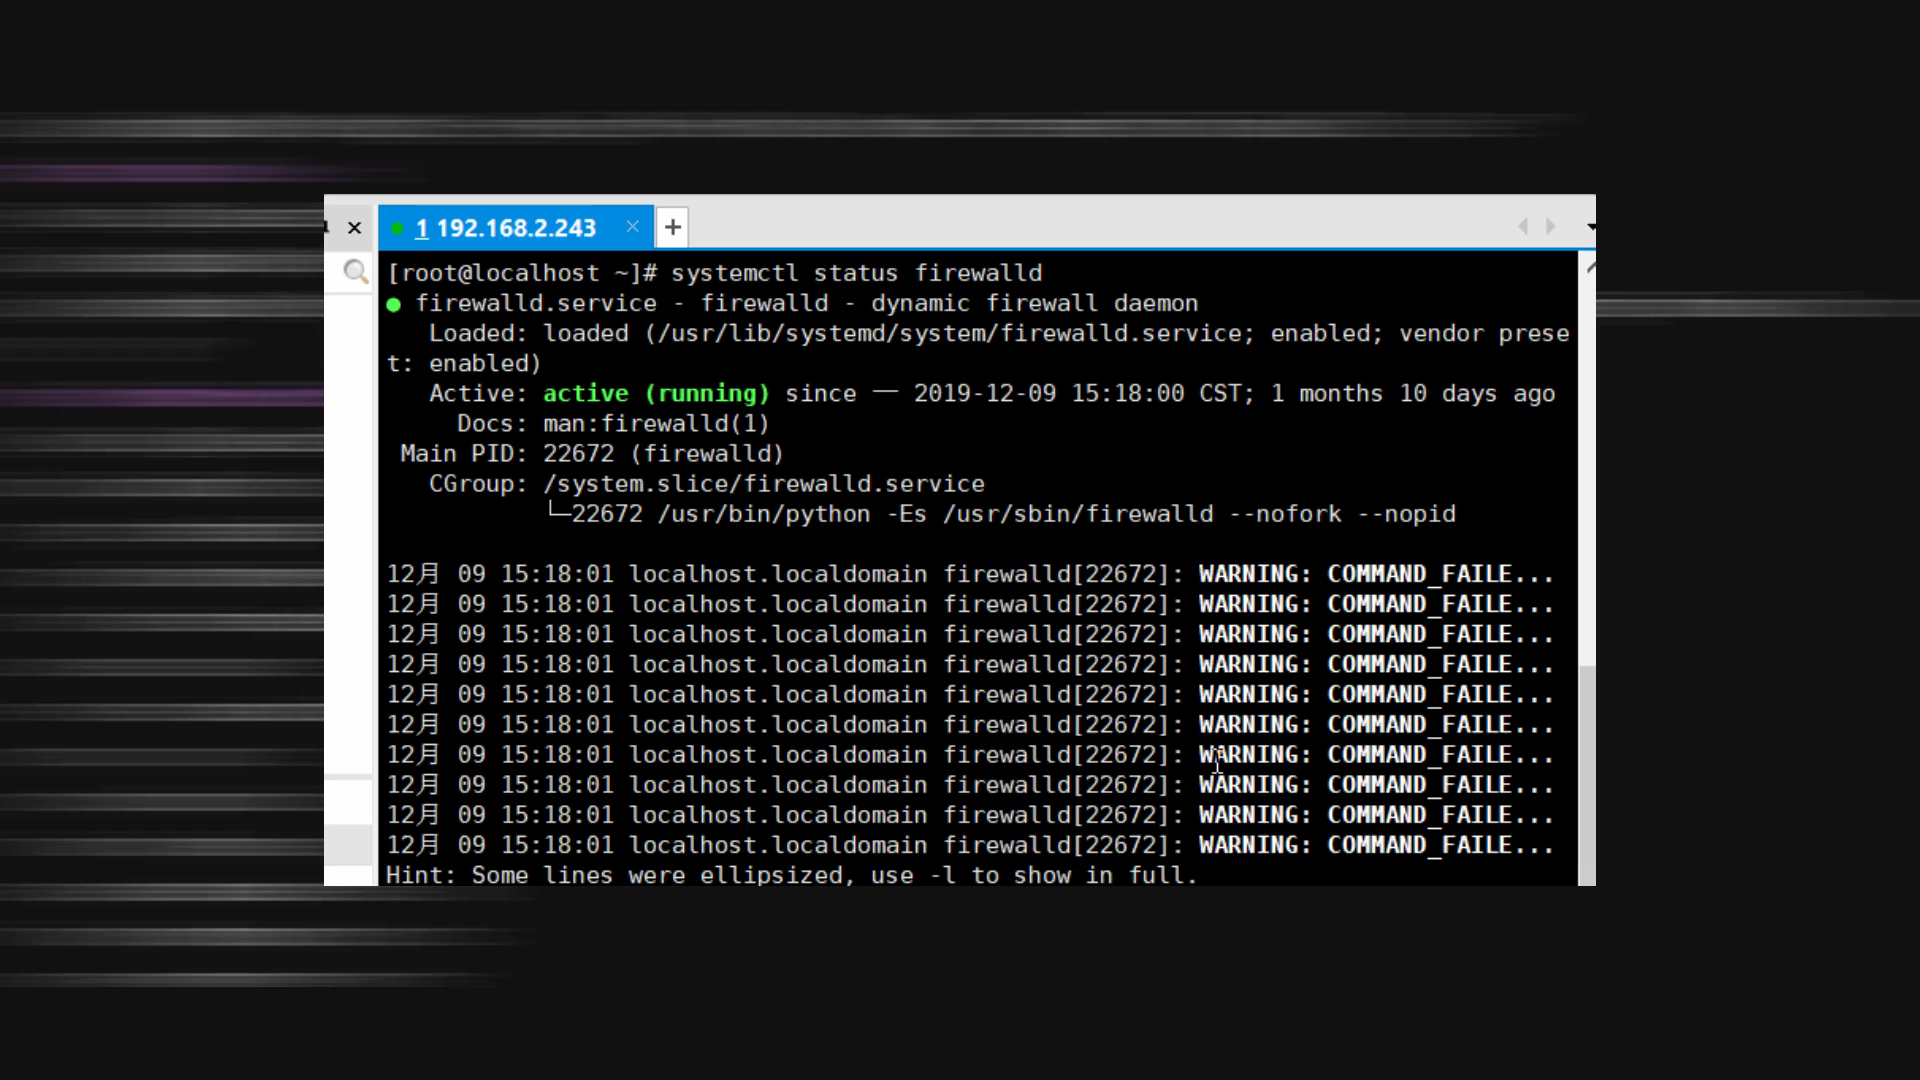 1 192.168.2.243
[root@localhost ~]# systemctl status firewalld
● firewalld.service - firewalld - dynamic firewall daemon
Loaded: loaded (/usr/lib/systemd/system/firewalld.service; enabled; vendor prese
t: enabled)
Active: active (running) since 一 2019-12-09 15:18:00 CST; 1 months 10 days ago
Docs: man:firewalld(1)
Main PID: 22672 (firewalld)
CGroup: /system.slice/firewalld.service
└─22672 /usr/bin/python -Es /usr/sbin/firewalld --nofork --nopid
12月 09 15:18:01 localhost.localdomain firewalld[22672]: WARNING: COMMAND_FAILE...
12月 09 15:18:01 localhost.localdomain firewalld[22672]: WARNING: COMMAND_FAILE...
12月 09 15:18:01 localhost.localdomain firewalld[22672]: WARNING: COMMAND_FAILE...
12月 09 15:18:01 localhost.localdomain firewalld[22672]: WARNING: COMMAND_FAILE...
12月 09 15:18:01 localhost.localdomain firewalld[22672]: WARNING: COMMAND_FAILE...
12月 09 15:18:01 localhost.localdomain firewalld[22672]: WARNING: COMMAND_FAILE...
12月 09 15:18:01 localhost.localdomain firewalld[22672]: WARNING: COMMAND_FAILE...
12月 09 15:18:01 localhost.localdomain firewalld[22672]: WARNING: COMMAND_FAILE...
12月 09 15:18:01 localhost.localdomain firewalld[22672]: WARNING: COMMAND_FAILE...
12月 09 15:18:01 localhost.localdomain firewalld[22672]: WARNING: COMMAND_FAILE...
Hint: Some lines were ellipsized, use -l to show in full.